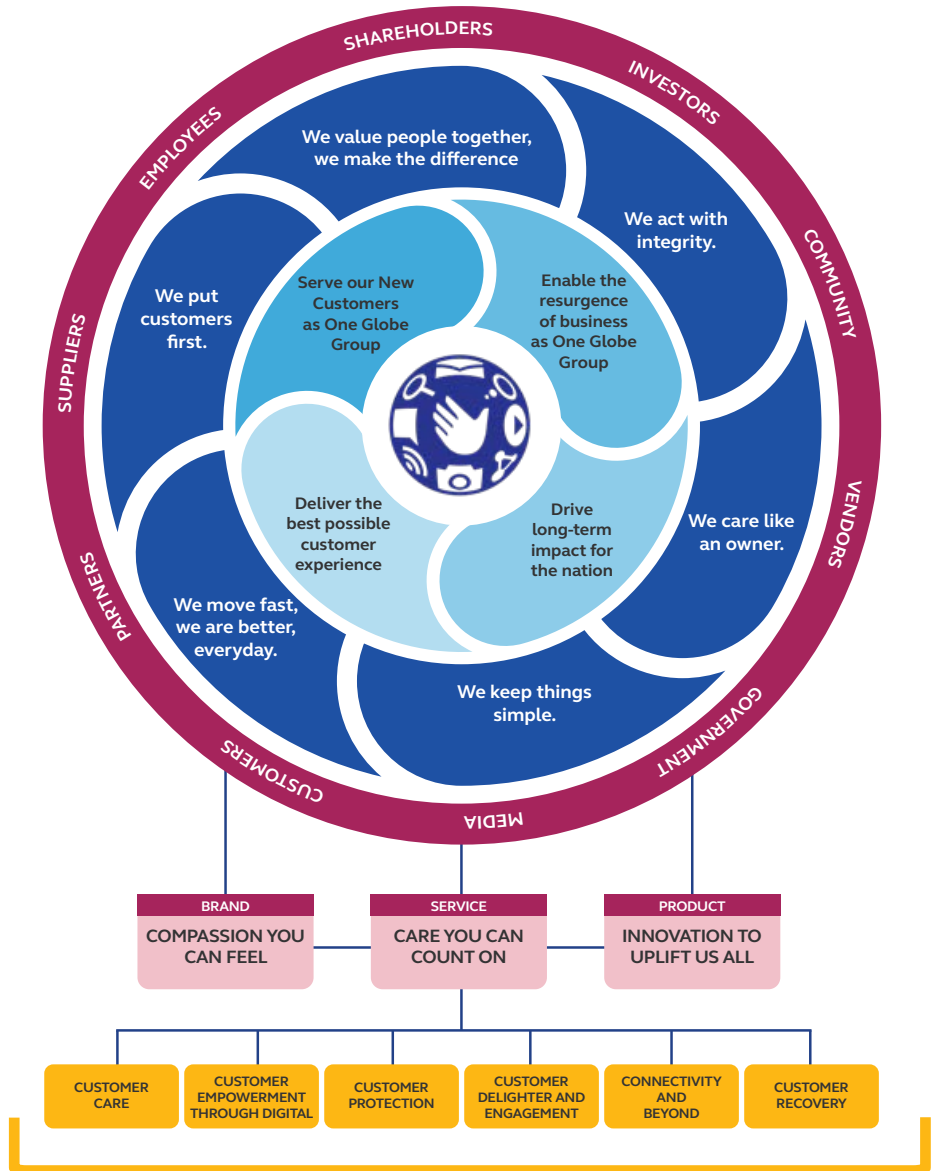 SHAREHOLDERS
INVESTORS
COMMUNITY
VENDORS
GOVERNMENT
MEDIA
CUSTOMERS
PARTNERS
SUPPLIERS
EMPLOYEES
We value people together,
we make the difference
We act with
integrity.
We care like
an owner.
We keep things
simple.
We move fast,
we are better,
everyday.
We put
customers
first.
Serve our New
Customers
as One Globe
Group
Enable the
resurgence
of business
as One Globe
Group
Drive
long-term
impact for
the nation
Deliver the
best possible
customer
experience
BRAND
COMPASSION YOU
CAN FEEL
SERVICE
CARE YOU CAN
COUNT ON
PRODUCT
INNOVATION TO
UPLIFT US ALL
CUSTOMER
CARE
CUSTOMER
EMPOWERMENT
THROUGH DIGITAL
CUSTOMER
PROTECTION
CUSTOMER
DELIGHTER AND
ENGAGEMENT
CONNECTIVITY
AND
BEYOND
CUSTOMER
RECOVERY